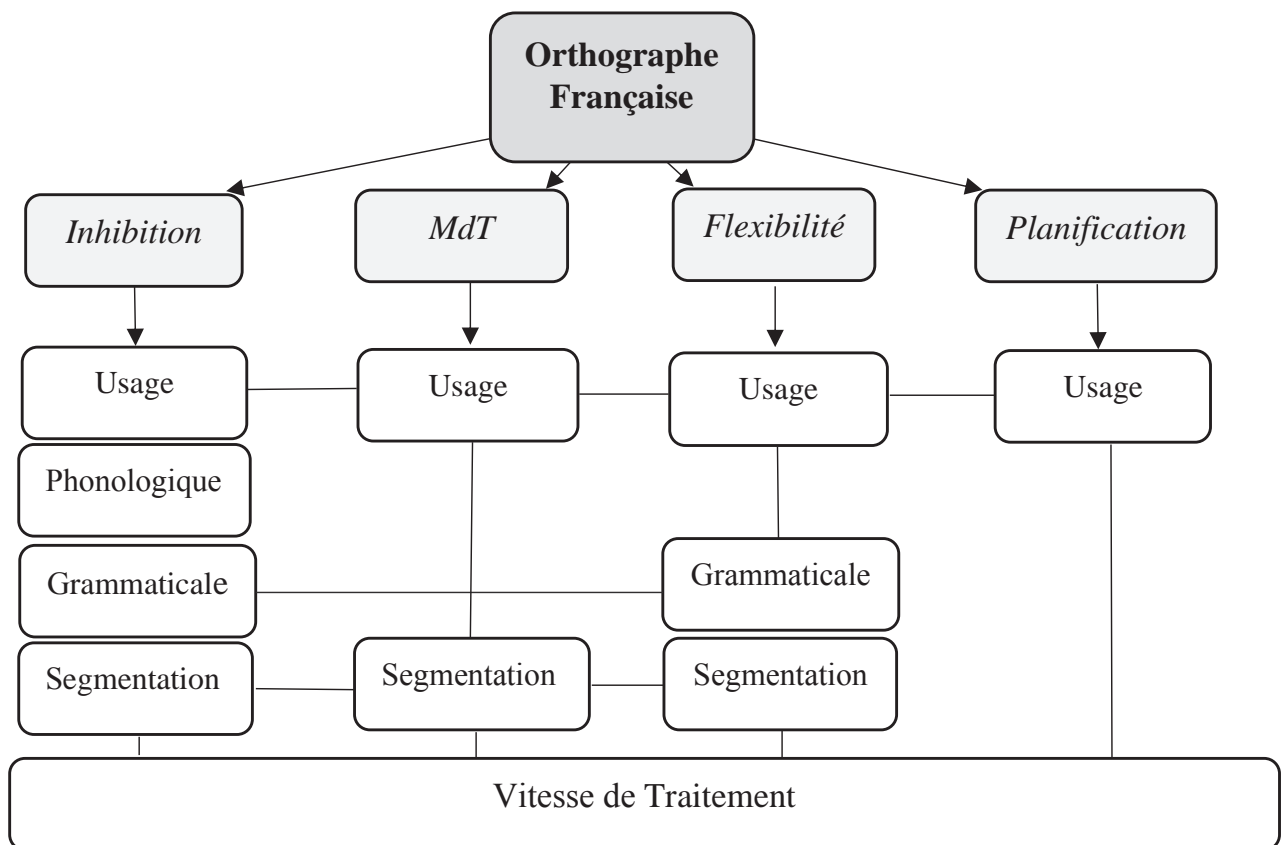 Orthographe
Française
Inhibition
MdT
Flexibilité
Planification
Usage
Usage
Usage
Usage
Phonologique
Grammaticale
Grammaticale
Segmentation
Segmentation
Segmentation
Vitesse de Traitement